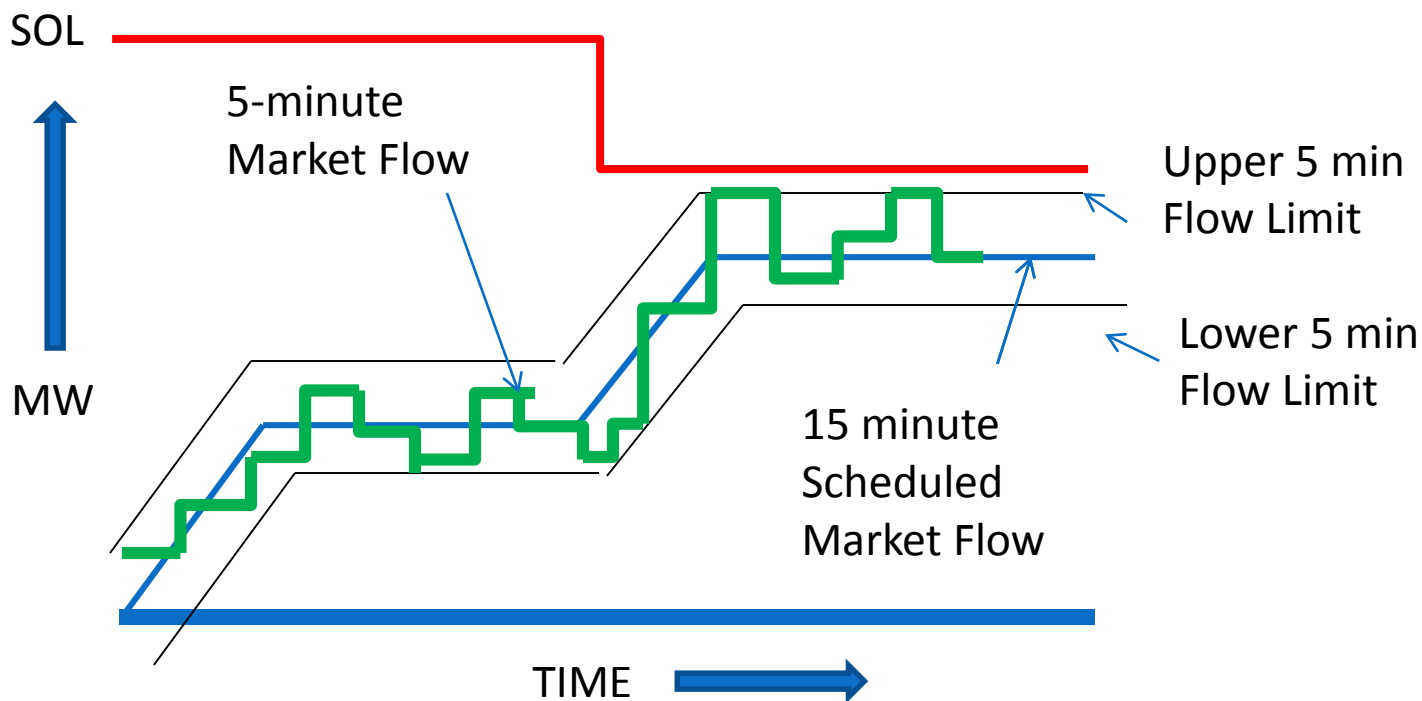 SOL
5-minute
Market Flow
Upper 5 min
Flow Limit
Lower 5 min
Flow Limit
MW
15 minute
Scheduled
Market Flow
TIME